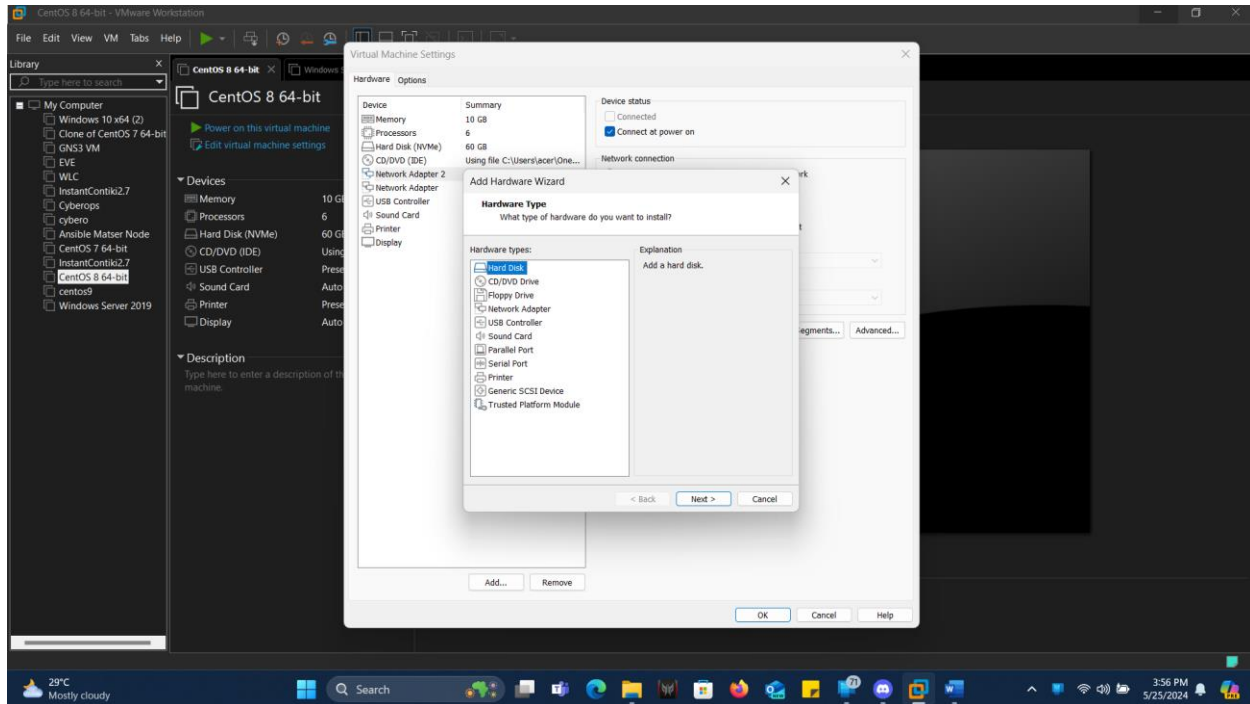 CentOS 8 64-bit - VMware Workstation
File Edit View VM Tabs Help
Library
Type here to search
My Computer
Windows 10 x64 (2)
Clone of CentOS 7 64-bit
GNS3 VM
EVE
WLC
InstantContiki2.7
Cyberops
cybero
Ansible Matser Node
CentOS 7 64-bit
InstantContiki2.7
CentOS 8 64-bit
centos9
Windows Server 2019
CentOS 8 64-bit Windows S
CentOS 8 64-bit
Power on this virtual machine
Edit virtual machine settings
Devices
Memory 10 GB
Processors 6
Hard Disk (NVMe) 60 GB
CD/DVD (IDE) Using
USB Controller Prese
Sound Card Auto
Printer Prese
Display Auto
Description
Type here to enter a description of th
machine.
Virtual Machine Settings
Hardware Options
Device Summary
Memory 10 GB
Processors 6
Hard Disk (NVMe) 60 GB
CD/DVD (IDE) Using file C:\Users\acer\One...
Network Adapter 2
Network Adapter
USB Controller
Sound Card
Printer
Display
Add... Remove
Device status
Connected
Connect at power on
Network connection
rk
t
egments... Advanced...
OK Cancel Help
Add Hardware Wizard
Hardware Type
What type of hardware do you want to install?
Hardware types:
Hard Disk
CD/DVD Drive
Floppy Drive
Network Adapter
USB Controller
Sound Card
Parallel Port
Serial Port
Printer
Generic SCSI Device
Trusted Platform Module
Explanation
Add a hard disk.
< Back Next > Cancel
29°C
Mostly cloudy
Search
71
3:56 PM
5/25/2024